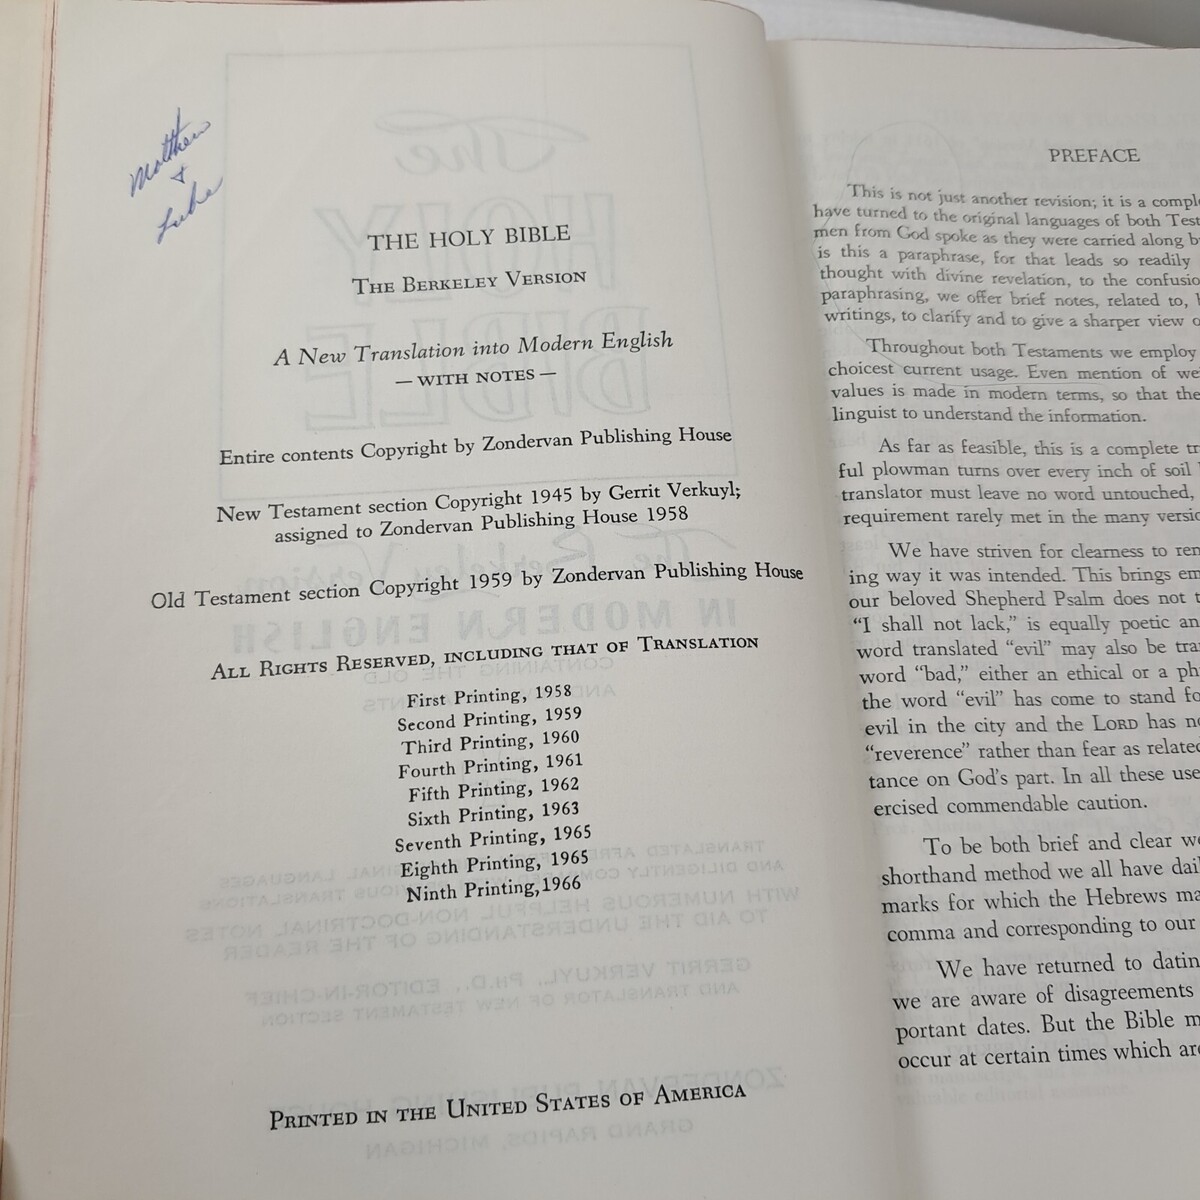 Matthew
+
Luke
THE HOLY BIBLE
THE BERKELEY VERSION
A New Translation into Modern English
— WITH NOTES —
Entire contents Copyright by Zondervan Publishing House
New Testament section Copyright 1945 by Gerrit Verkuyl;
assigned to Zondervan Publishing House 1958
Old Testament section Copyright 1959 by Zondervan Publishing House
ALL RIGHTS RESERVED, INCLUDING THAT OF TRANSLATION
First Printing, 1958
Second Printing, 1959
Third Printing, 1960
Fourth Printing, 1961
Fifth Printing, 1962
Sixth Printing, 1963
Seventh Printing, 1965
Eighth Printing, 1965
Ninth Printing, 1966
PRINTED IN THE UNITED STATES OF AMERICA
PREFACE
This is not just another revision; it is a compl
have turned to the original languages of both Test
men from God spoke as they were carried along b
is this a paraphrase, for that leads so readily
thought with divine revelation, to the confusio
paraphrasing, we offer brief notes, related to,
writings, to clarify and to give a sharper view o
Throughout both Testaments we employ
choicest current usage. Even mention of we
values is made in modern terms, so that the
linguist to understand the information.
As far as feasible, this is a complete tr
ful plowman turns over every inch of soil
translator must leave no word untouched,
requirement rarely met in the many versio
We have striven for clearness to ren
ing way it was intended. This brings em
our beloved Shepherd Psalm does not t
"I shall not lack," is equally poetic an
word translated "evil" may also be tra
word "bad," either an ethical or a ph
the word "evil" has come to stand fo
evil in the city and the LORD has n
"reverence" rather than fear as related
tance on God's part. In all these use
ercised commendable caution.
To be both brief and clear we
shorthand method we all have dail
marks for which the Hebrews ma
comma and corresponding to our
We have returned to datin
we are aware of disagreements
portant dates. But the Bible m
occur at certain times which are